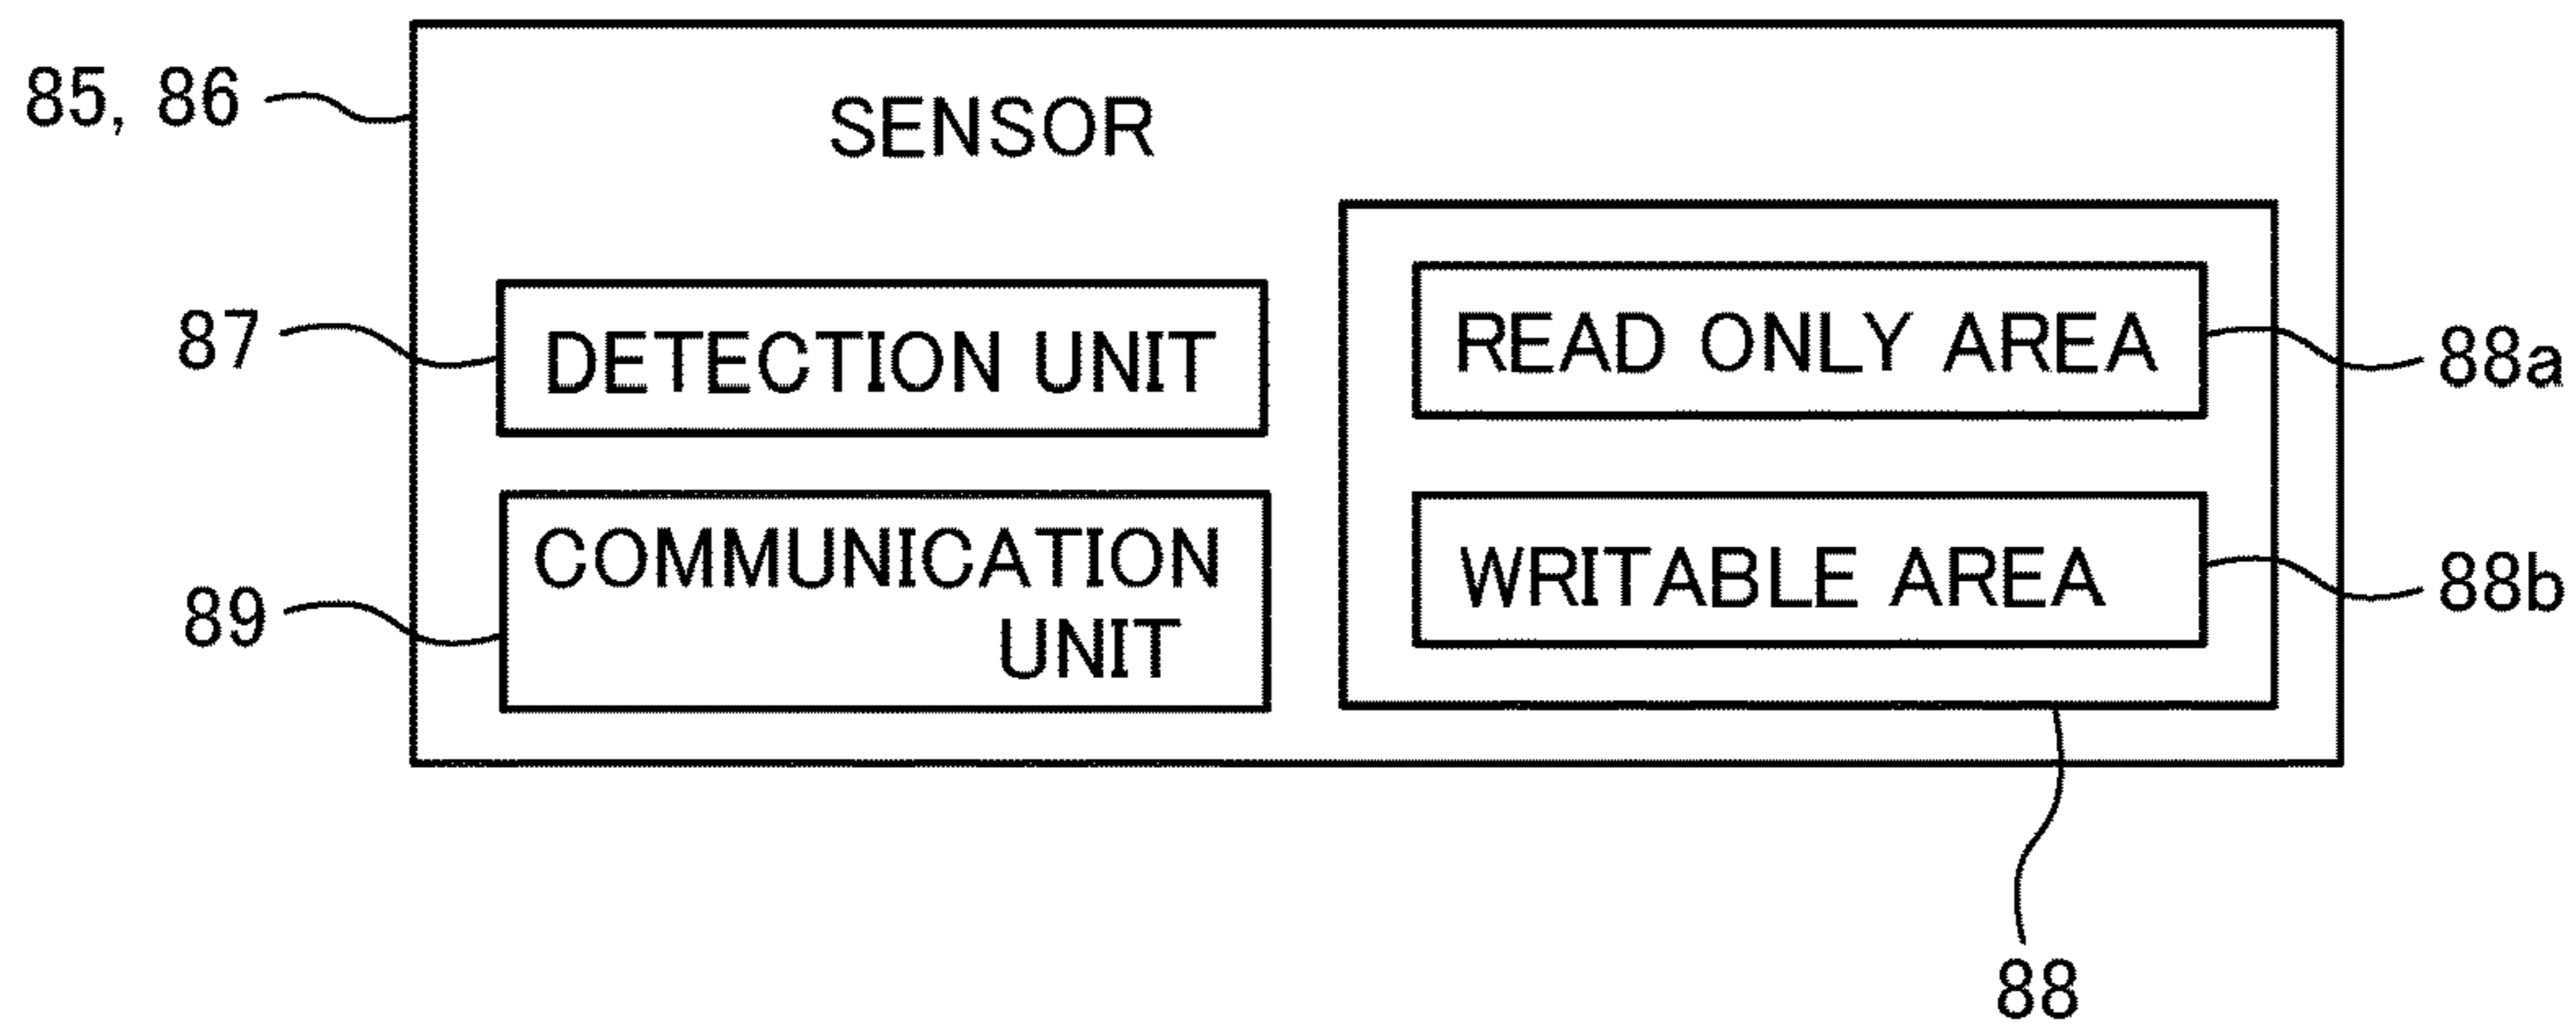 85, 86
SENSOR
87
DETECTION UNIT
READ ONLY AREA
88a
89
COMMUNICATION
UNIT
WRITABLE AREA
88b
88